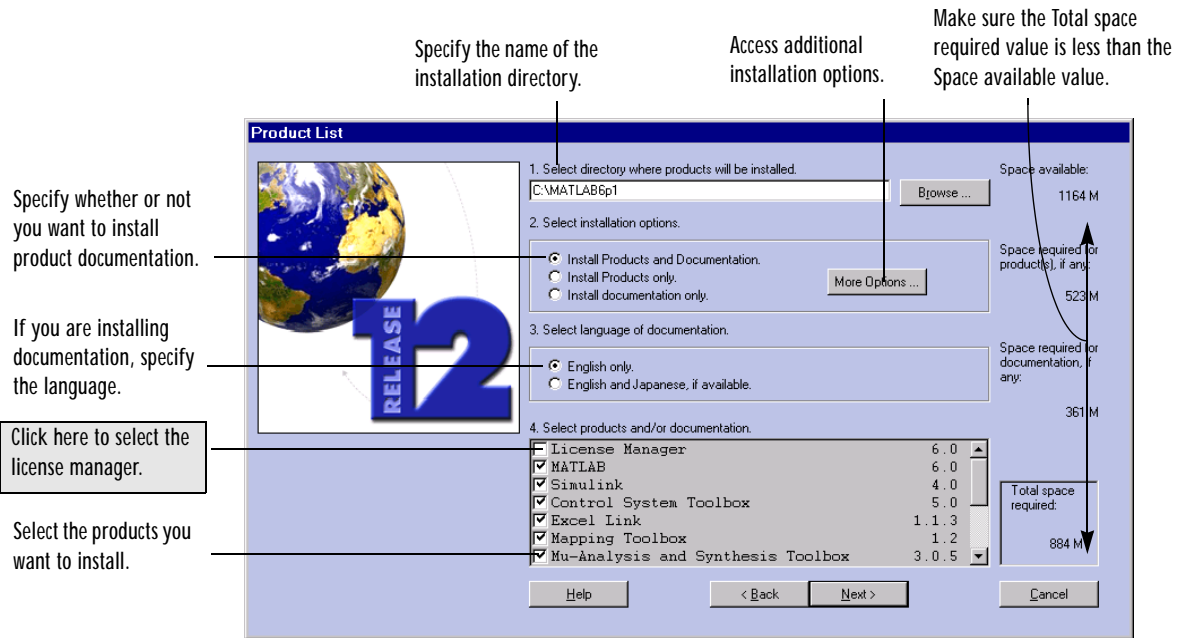 Make sure the Total space
required value is less than the
Space available value.
Specify the name of the
installation directory.
Access additional
installation options.
Specify whether or not
you want to install
product documentation.
If you are installing
documentation, specify
the language.
Click here to select the
license manager.
Select the products you
want to install.
Product List
RELEASE 12
1. Select directory where products will be installed.
C:\MATLAB6p1
Browse ...
2. Select installation options.
Install Products and Documentation.
Install Products only.
Install documentation only.
More Options ...
3. Select language of documentation.
English only.
English and Japanese, if available.
4. Select products and/or documentation.
License Manager 6.0
MATLAB 6.0
Simulink 4.0
Control System Toolbox 5.0
Excel Link 1.1.3
Mapping Toolbox 1.2
Mu-Analysis and Synthesis Toolbox 3.0.5
Space available:
1164 M
Space required for
product(s), if any:
523 M
Space required for
documentation, if
any:
361 M
Total space
required:
884 M
Help
< Back
Next >
Cancel